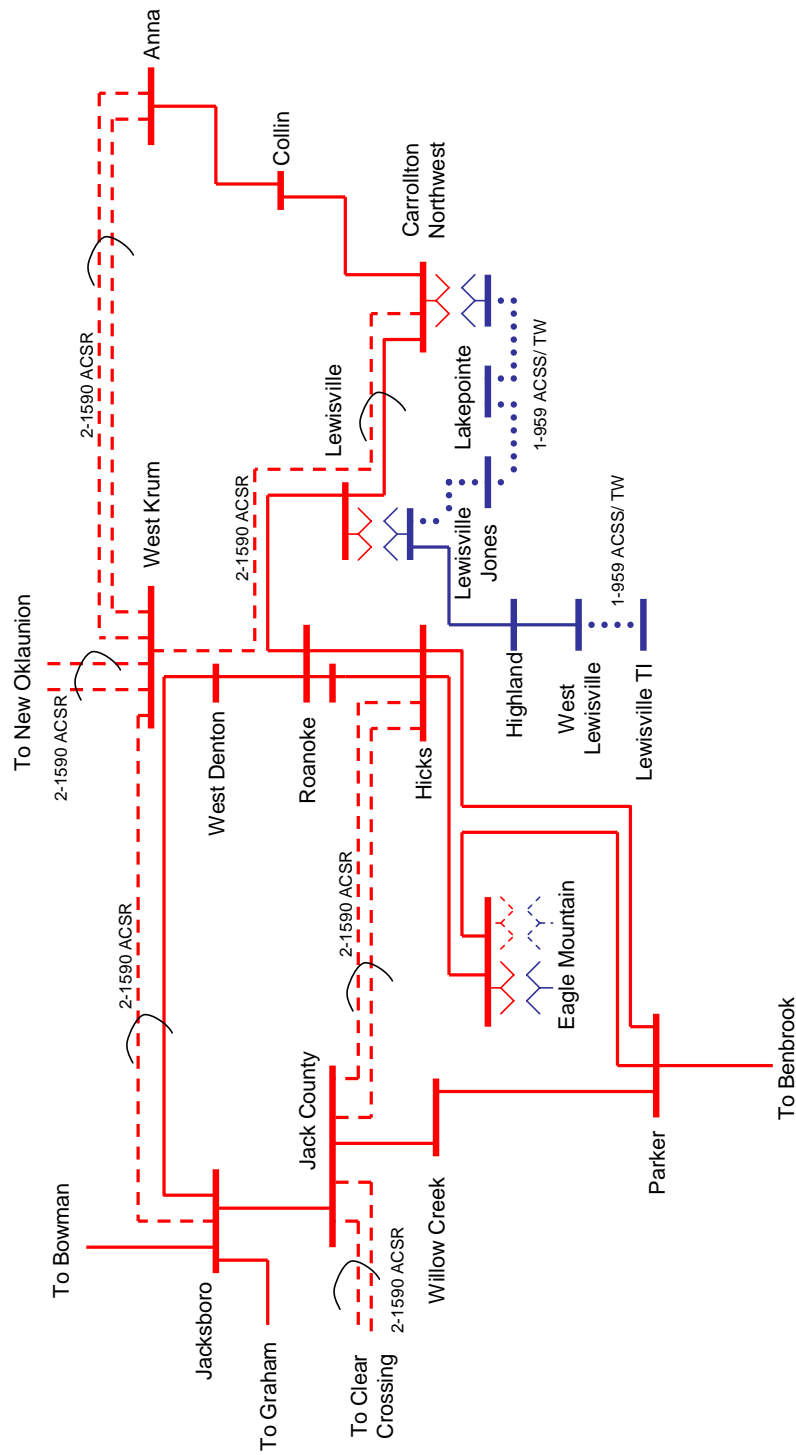 To New Oklaunion
2-1590 ACSR
West Krum
2-1590 ACSR
Anna
To Bowman
2-1590 ACSR
Collin
Jacksboro
West Denton
2-1590 ACSR
Lewisville
Carrollton
Northwest
To Graham
Roanoke
Jack County
2-1590 ACSR
To Clear
Crossing
2-1590 ACSR
Hicks
Willow Creek
Lakepointe
Lewisville
Jones
1-959 ACSS/ TW
Highland
Eagle Mountain
West
Lewisville
1-959 ACSS/ TW
Lewisville TI
Parker
To Benbrook